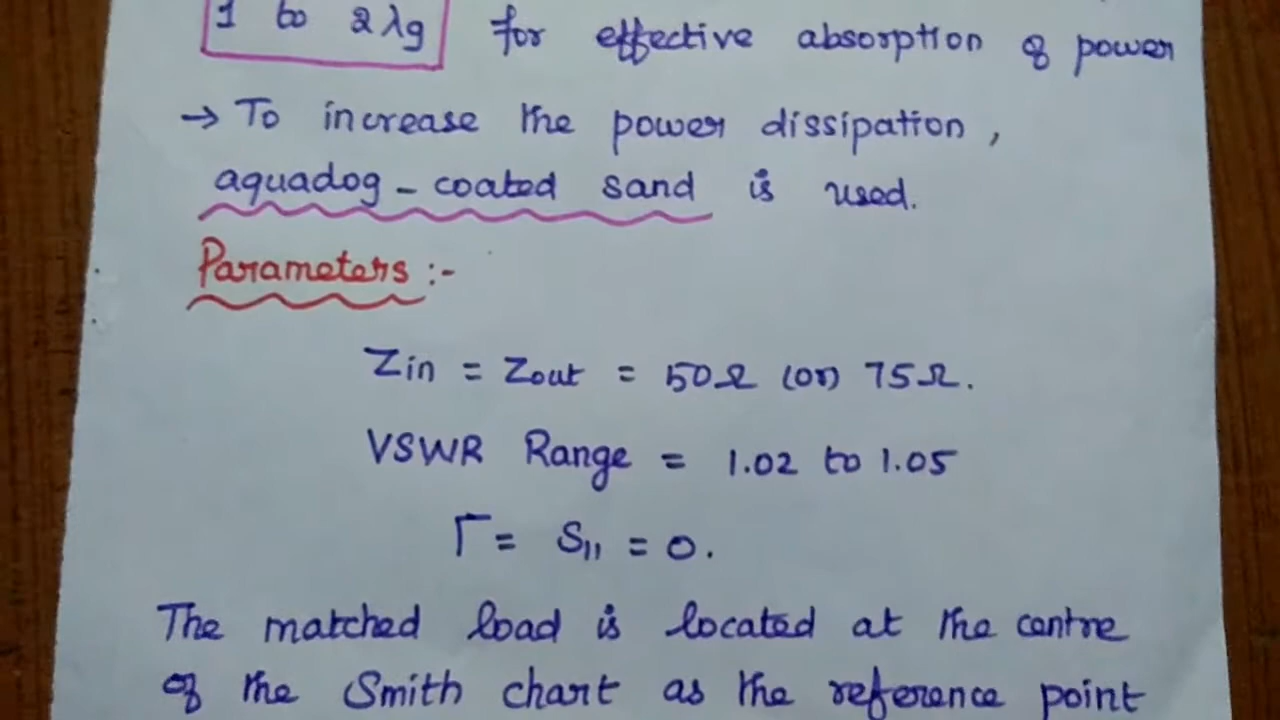 1 to 2λg for effective absorption of power
→ To increase the power dissipation,
aquadog - coated sand is used.
Parameters :-
Zin = Zout = 50Ω (or) 75Ω.
VSWR Range = 1.02 to 1.05
Γ = S11 = 0.
The matched load is located at the centre
of the Smith chart as the reference point